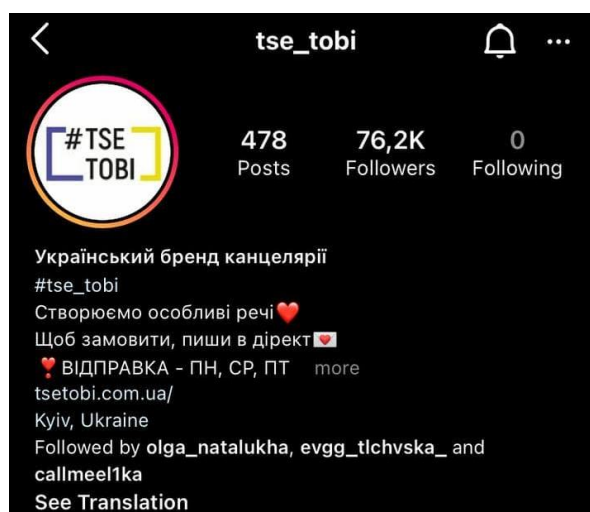 tse_tobi
#TSE
TOBI
478 76,2K 0
Posts Followers Following
Український бренд канцелярії
#tse_tobi
Створюємо особливі речі❤️
Щоб замовити, пиши в дірект💌
❣️ВІДПРАВКА - ПН, СР, ПТ more
tsetobi.com.ua/
Kyiv, Ukraine
Followed by olga_natalukha, evgg_tlchvska_ and
callmeel1ka
See Translation